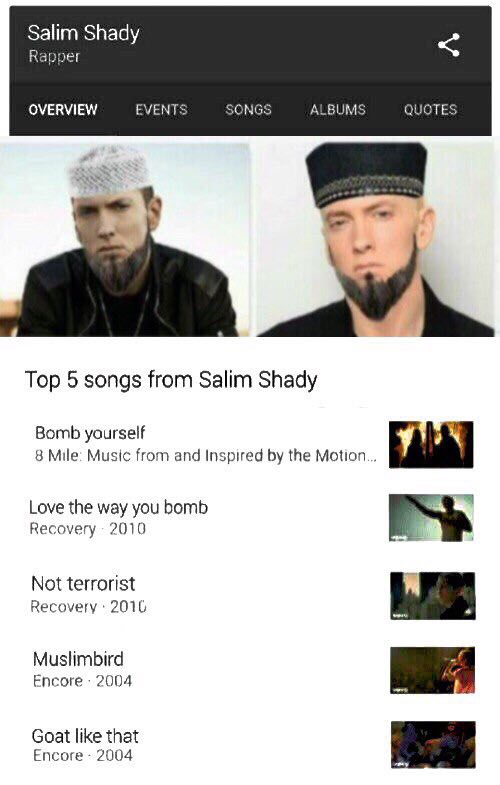 Salim Shady
Rapper
OVERVIEW EVENTS SONGS ALBUMS QUOTES
Top 5 songs from Salim Shady
Bomb yourself
8 Mile: Music from and Inspired by the Motion...
Love the way you bomb
Recovery · 2010
Not terrorist
Recovery · 2010
Muslimbird
Encore · 2004
Goat like that
Encore · 2004